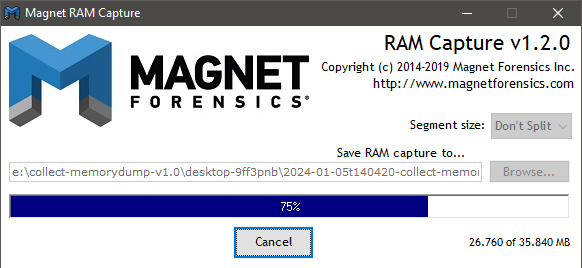 Magnet RAM Capture
RAM Capture v1.2.0
Copyright (c) 2014-2019 Magnet Forensics Inc.
http://www.magnetforensics.com
MAGNET
FORENSICS®
Segment size: Don't Split
Save RAM capture to...
e:\collect-memorydump-v1.0\desktop-9ff3pnb\2024-01-05t140420-collect-memor Browse...
75%
Cancel
26.760 of 35.840 MB